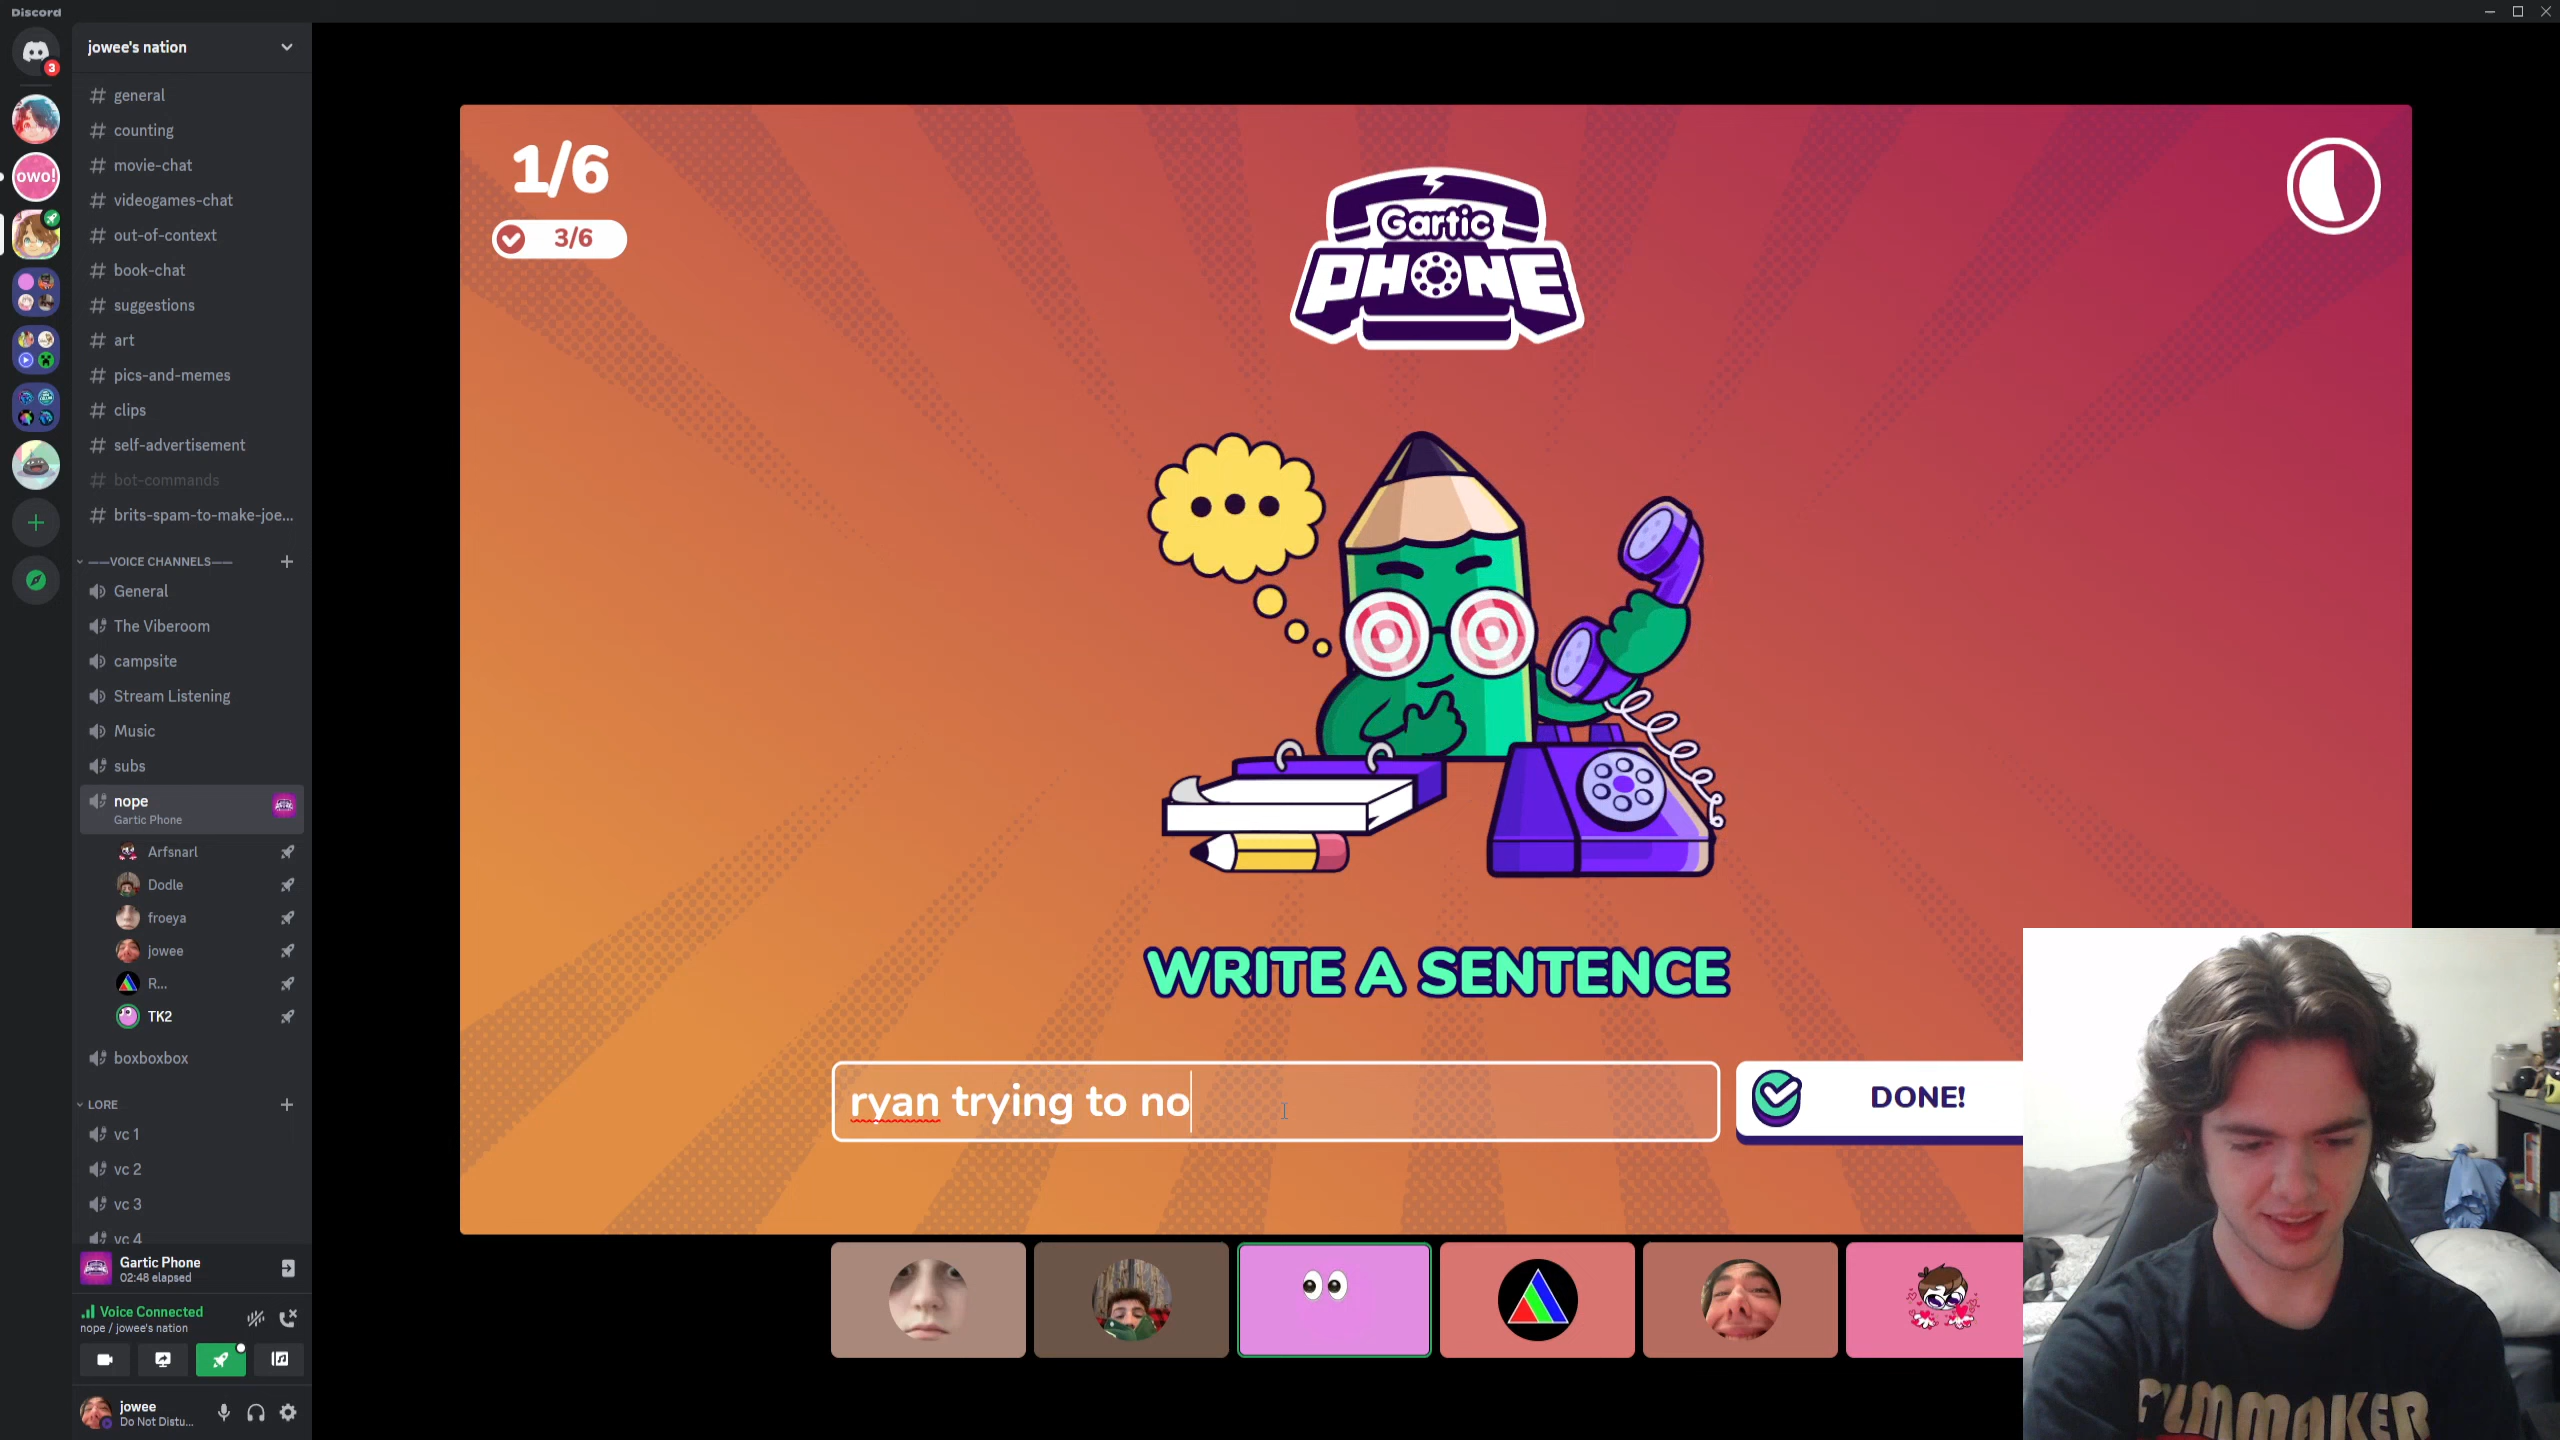 Discord
3
owo!
jowee's nation
general
counting
movie-chat
videogames-chat
out-of-context
book-chat
suggestions
art
pics-and-memes
clips
self-advertisement
bot-commands
brits-spam-to-make-joe...
——VOICE CHANNELS——
General
The Viberoom
campsite
Stream Listening
Music
subs
nope
Gartic Phone
Arfsnarl
Dodle
froeya
jowee
R...
TK2
boxboxbox
LORE
vc 1
vc 2
vc 3
vc 4
Gartic Phone
02:48 elapsed
Voice Connected
nope / jowee's nation
jowee
Do Not Distu...
1/6
3/6
Gartic
PHONE
WRITE A SENTENCE
ryan trying to no
DONE!
FILMMAKER